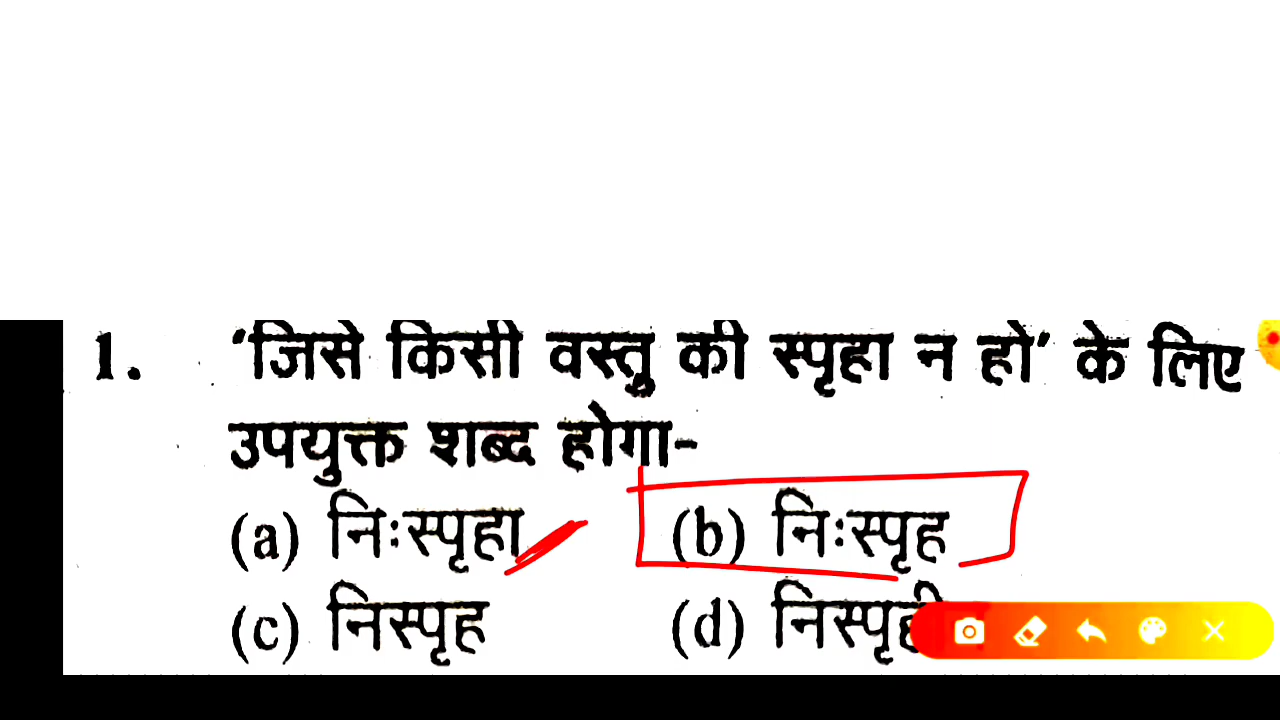 1. 'जिसे किसी वस्तु की स्पृहा न हो' के लिए
उपयुक्त शब्द होगा-
(a) निःस्पृहा (b) निःस्पृह
(c) निस्पृह (d) निस्पृही